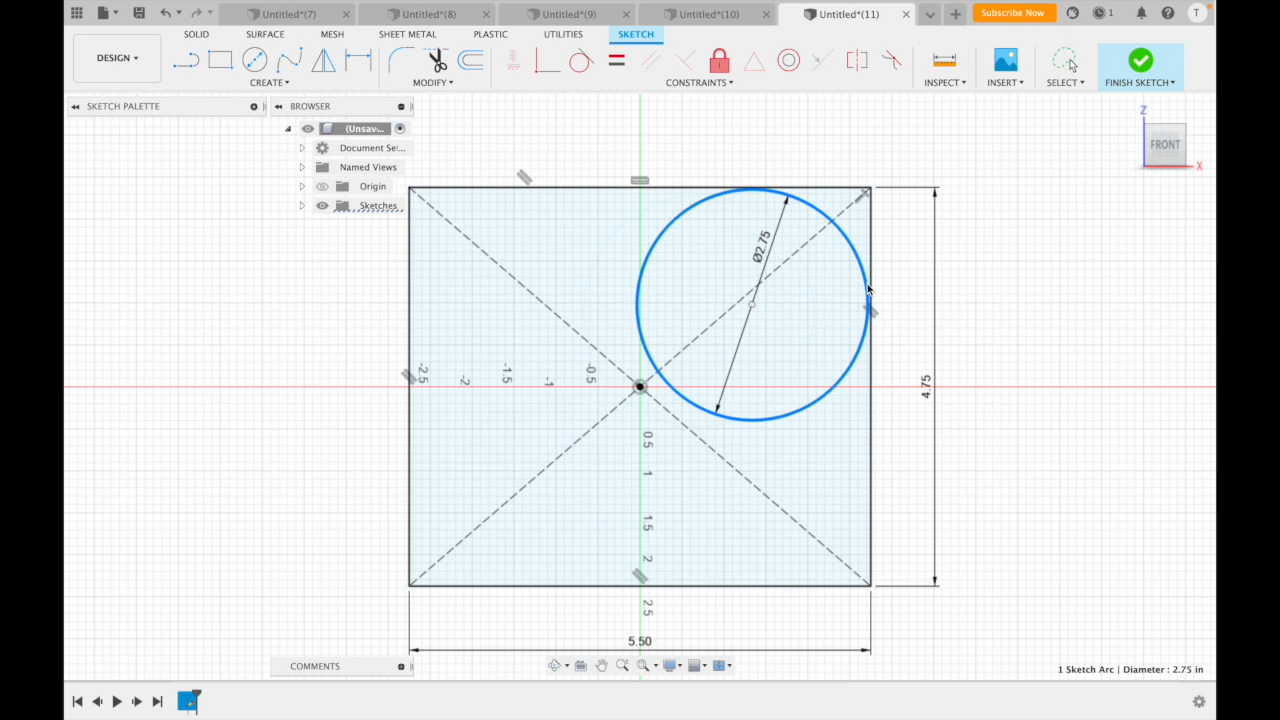 Untitled*(7)
Untitled*(8)
Untitled*(9)
Untitled*(10)
Untitled*(11)
Subscribe Now
1
T
SOLID
SURFACE
MESH
SHEET METAL
PLASTIC
UTILITIES
SKETCH
DESIGN
CREATE
MODIFY
CONSTRAINTS
INSPECT
INSERT
SELECT
FINISH SKETCH
SKETCH PALETTE
BROWSER
(Unsav...
Document Se(...
Named Views
Origin
Sketches
Z
FRONT
X
Ø2.75
-2.5
-2
-1.5
-1
-0.5
4.75
0.5
1
1.5
2
2.5
5.50
COMMENTS
1 Sketch Arc | Diameter : 2.75 in